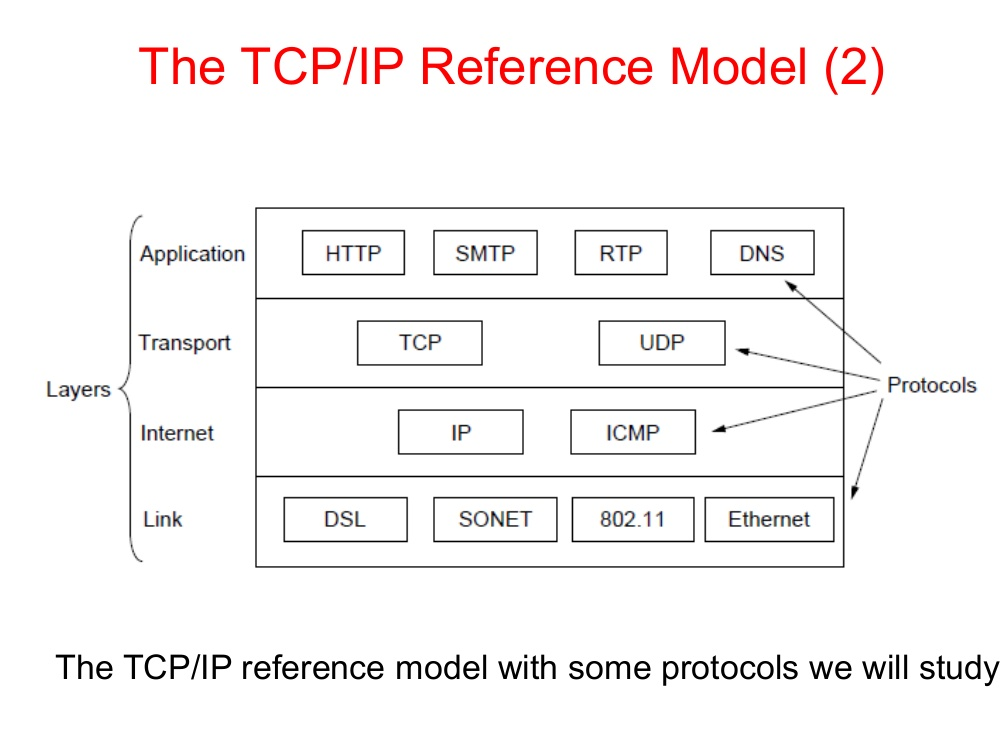 The TCP/IP Reference Model (2)
Application HTTP SMTP RTP DNS
Transport TCP UDP
Layers Protocols
Internet IP ICMP
Link DSL SONET 802.11 Ethernet
The TCP/IP reference model with some protocols we will study